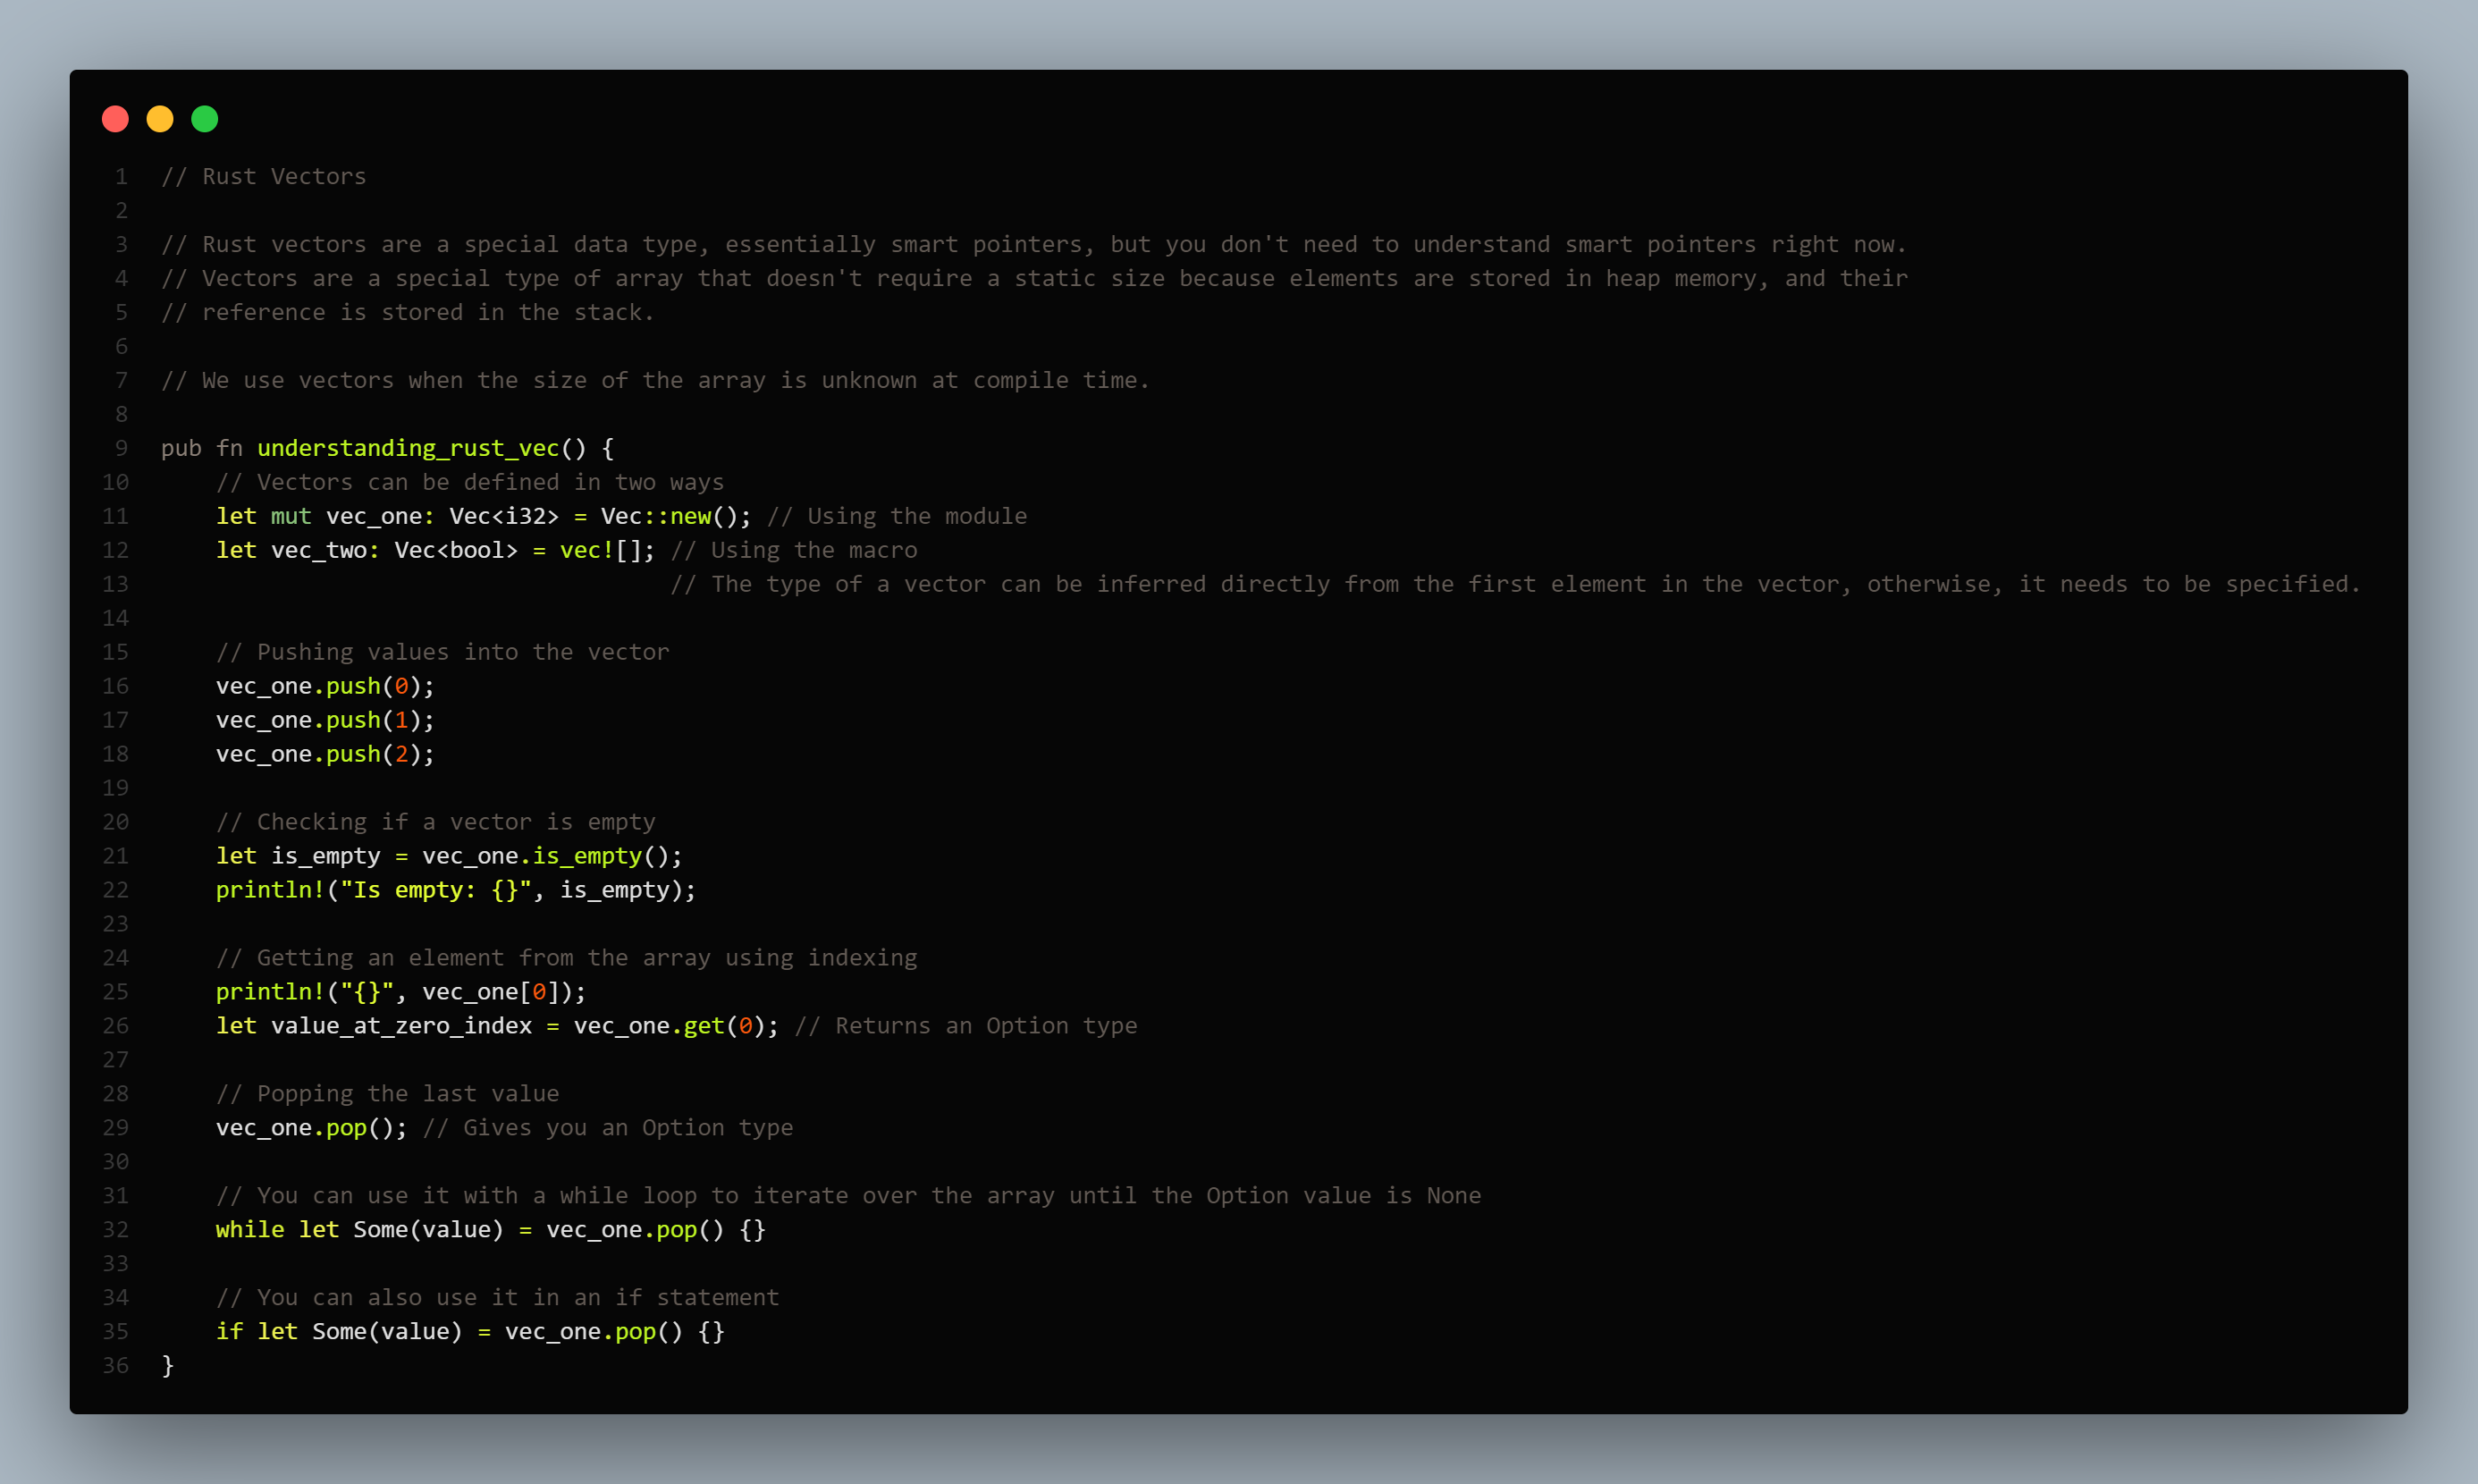 1 // Rust Vectors
2
3 // Rust vectors are a special data type, essentially smart pointers, but you don't need to understand smart pointers right now.
4 // Vectors are a special type of array that doesn't require a static size because elements are stored in heap memory, and their
5 // reference is stored in the stack.
6
7 // We use vectors when the size of the array is unknown at compile time.
8
9 pub fn understanding_rust_vec() {
10     // Vectors can be defined in two ways
11     let mut vec_one: Vec<i32> = Vec::new(); // Using the module
12     let vec_two: Vec<bool> = vec![]; // Using the macro
13                                      // The type of a vector can be inferred directly from the first element in the vector, otherwise, it needs to be specified.
14
15     // Pushing values into the vector
16     vec_one.push(0);
17     vec_one.push(1);
18     vec_one.push(2);
19
20     // Checking if a vector is empty
21     let is_empty = vec_one.is_empty();
22     println!("Is empty: {}", is_empty);
23
24     // Getting an element from the array using indexing
25     println!("{}", vec_one[0]);
26     let value_at_zero_index = vec_one.get(0); // Returns an Option type
27
28     // Popping the last value
29     vec_one.pop(); // Gives you an Option type
30
31     // You can use it with a while loop to iterate over the array until the Option value is None
32     while let Some(value) = vec_one.pop() {}
33
34     // You can also use it in an if statement
35     if let Some(value) = vec_one.pop() {}
36 }